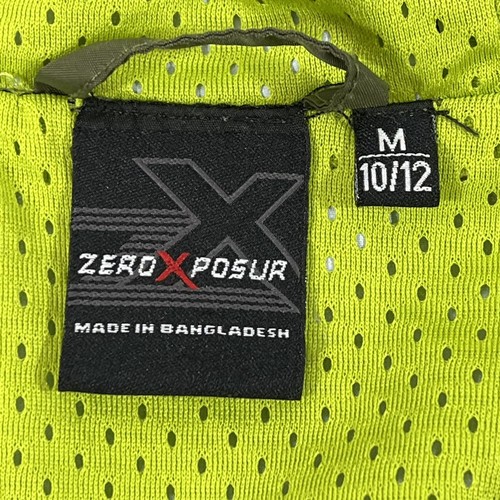 M
10/12
ZEROXPOSUR
MADE IN BANGLADESH